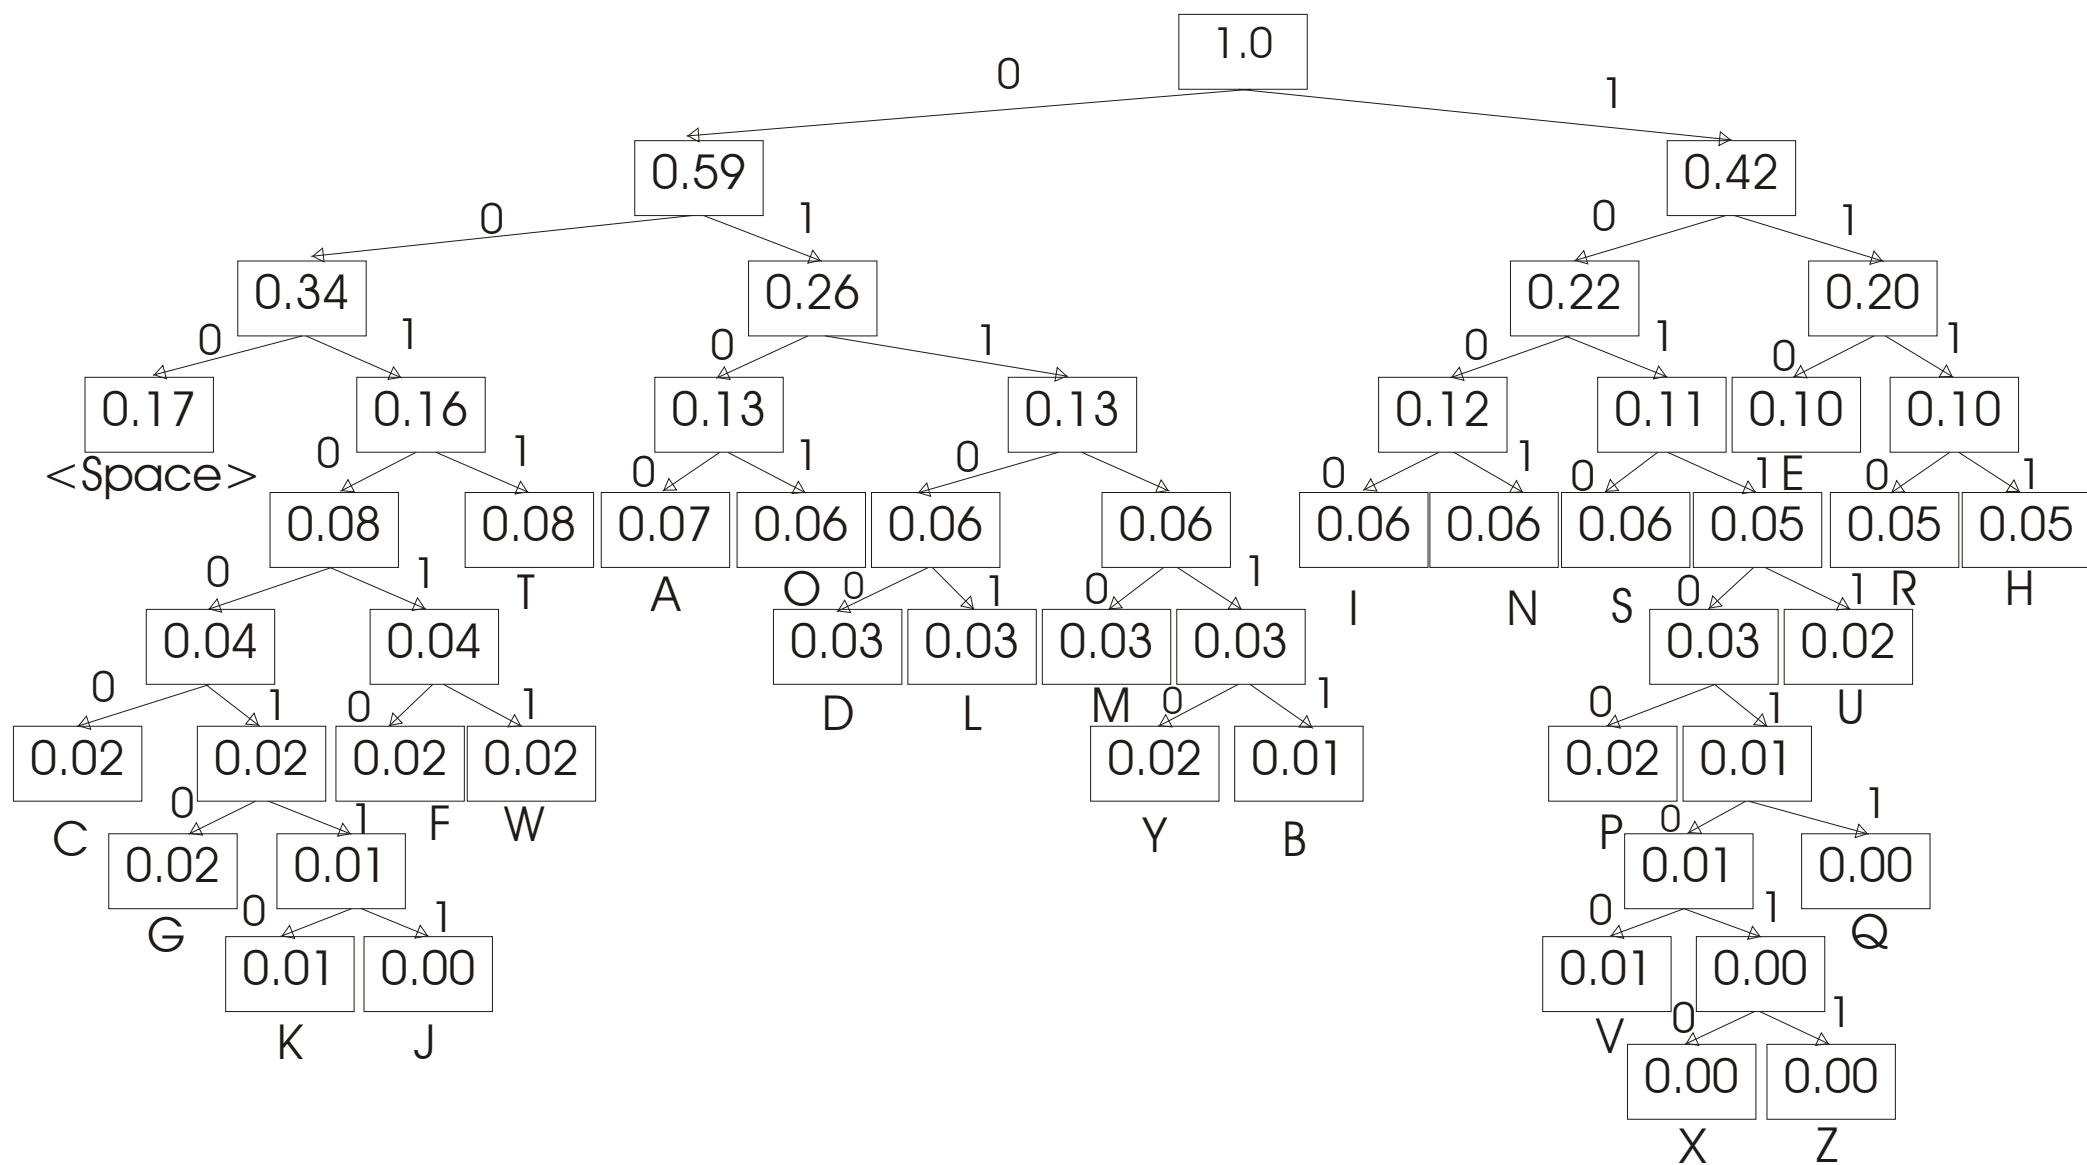 1.0
0 1
0.59 0.42
0 1 0 1
0.34 0.26 0.22 0.20
0 1 0 1 0 1 0 1
0.17 0.16 0.13 0.13 0.12 0.11 0.10 0.10
<Space> 0 1 0 1 0 0 1 0 1 E 0 1
0.08 0.08 0.07 0.06 0.06 0.06 0.06 0.06 0.06 0.05 0.05 0.05
0 1 T A O 0 1 0 1 I N S 0 1 R H
0.04 0.04 0.03 0.03 0.03 0.03 0.03 0.02
0 1 0 1 D L M 0 1 0 1 U
0.02 0.02 0.02 0.02 0.02 0.01 0.02 0.01
C 0 1 F W Y B P 0 1
0.02 0.01 0.01 0.00
G 0 1 0 1 Q
0.01 0.00 0.01 0.00
K J V 0 1
0.00 0.00
X Z